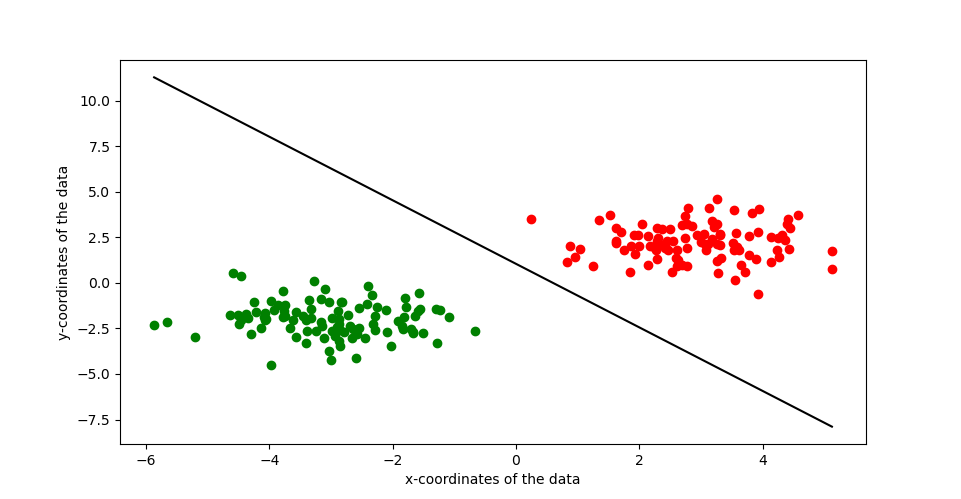 10.0
7.5
5.0
2.5
0.0
−2.5
−5.0
−7.5
y-coordinates of the data
−6 −4 −2 0 2 4
x-coordinates of the data